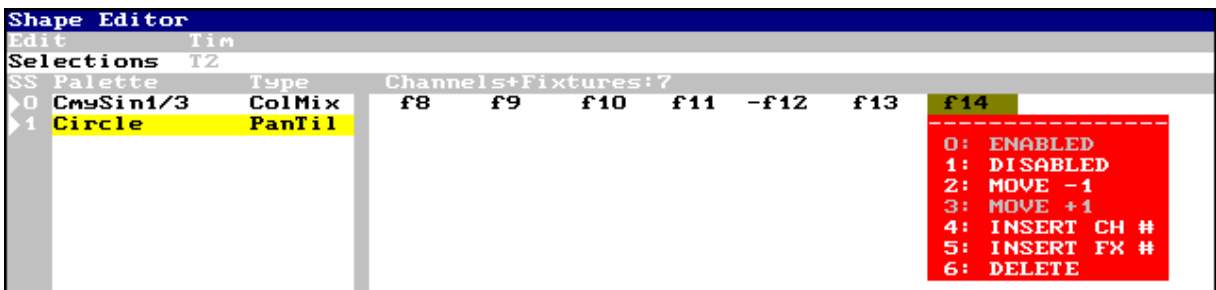 Shape Editor
Edit Tim
Selections T2
SS Palette Type Channels+Fixtures:7
0 CmySin1/3 ColMix f8 f9 f10 f11 -f12 f13 f14
1 Circle PanTil
------------------
0: ENABLED
1: DISABLED
2: MOVE -1
3: MOVE +1
4: INSERT CH #
5: INSERT FX #
6: DELETE